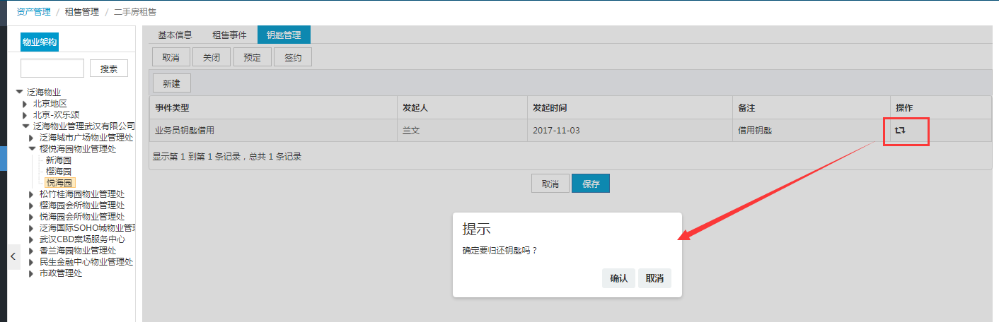 资产管理 / 租售管理 / 二手房租售
物业架构
搜索
泛海物业
北京地区
北京-欢乐颂
泛海物业管理武汉有限公司
泛海城市广场物业管理处
樱悦海园物业管理处
新海园
樱海园
悦海园
松竹桂海园物业管理处
樱海园会所物业管理处
悦海园会所物业管理处
泛海国际SOHO城物业管理
武汉CBD案场服务中心
香兰海园物业管理处
民生金融中心物业管理处
市政管理处
基本信息 租售事件 钥匙管理
取消 关闭 预定 签约
新建
事件类型 发起人 发起时间 备注 操作
业务员钥匙借用 兰文 2017-11-03 借用钥匙
显示第 1 到第 1 条记录，总共 1 条记录
取消 保存
提示
确定要归还钥匙吗？
确认 取消